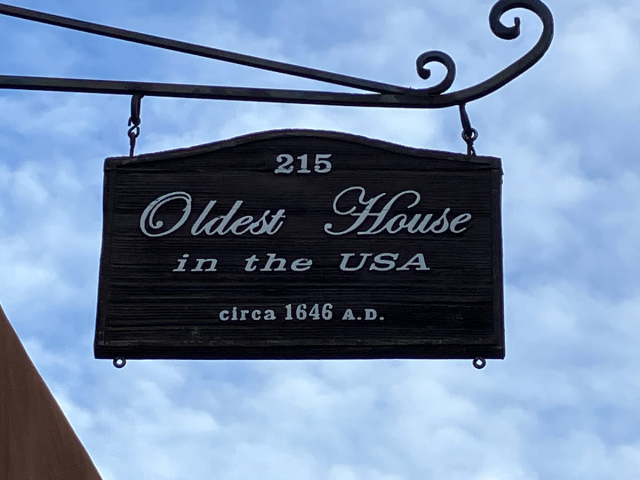 215
Oldest House
in the USA
circa 1646 A.D.